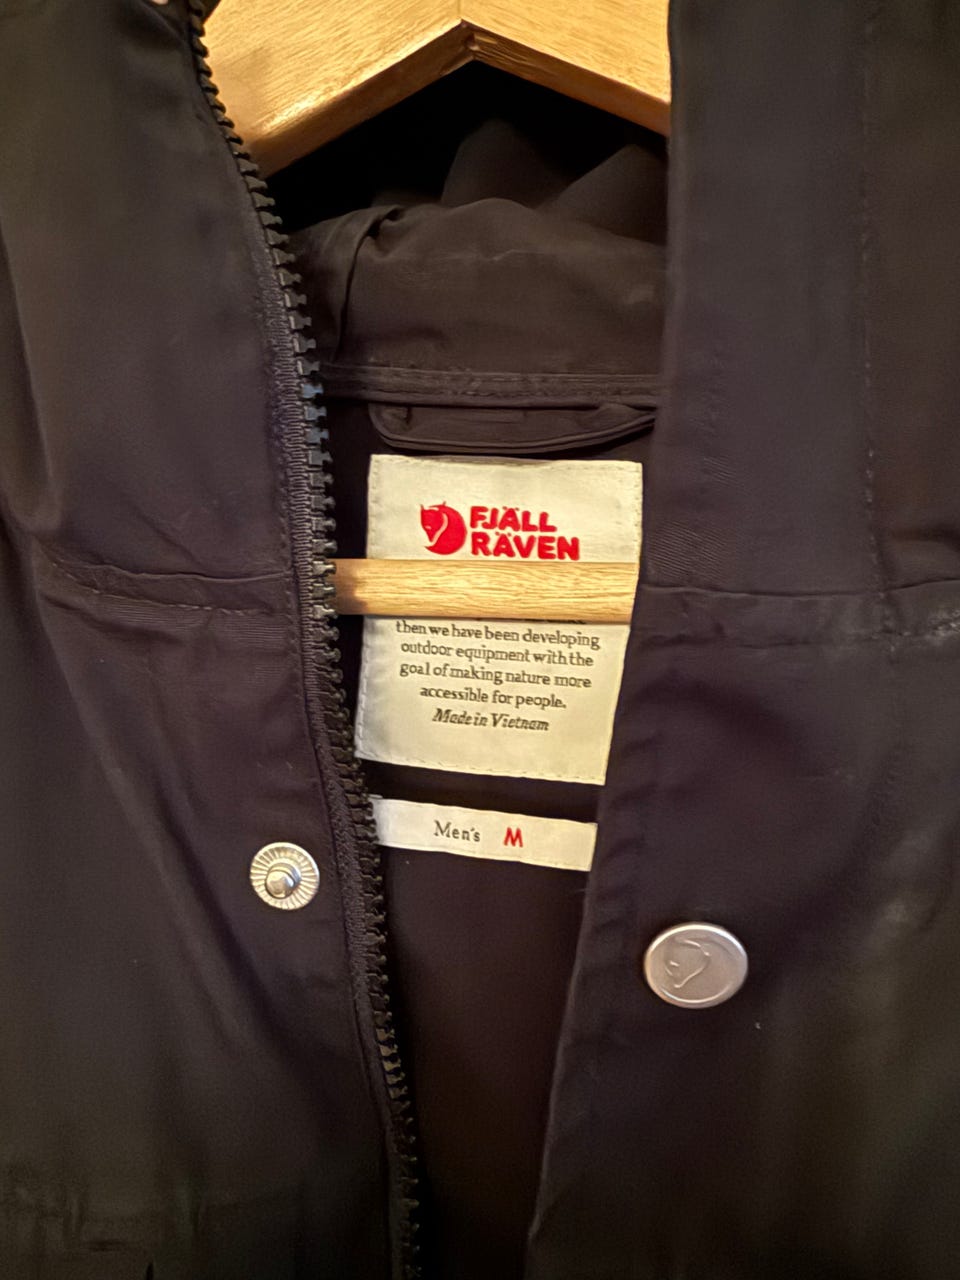 FJÄLL
RÄVEN
then we have been developing
outdoor equipment with the
goal of making nature more
accessible for people.
Made in Vietnam
Men's M